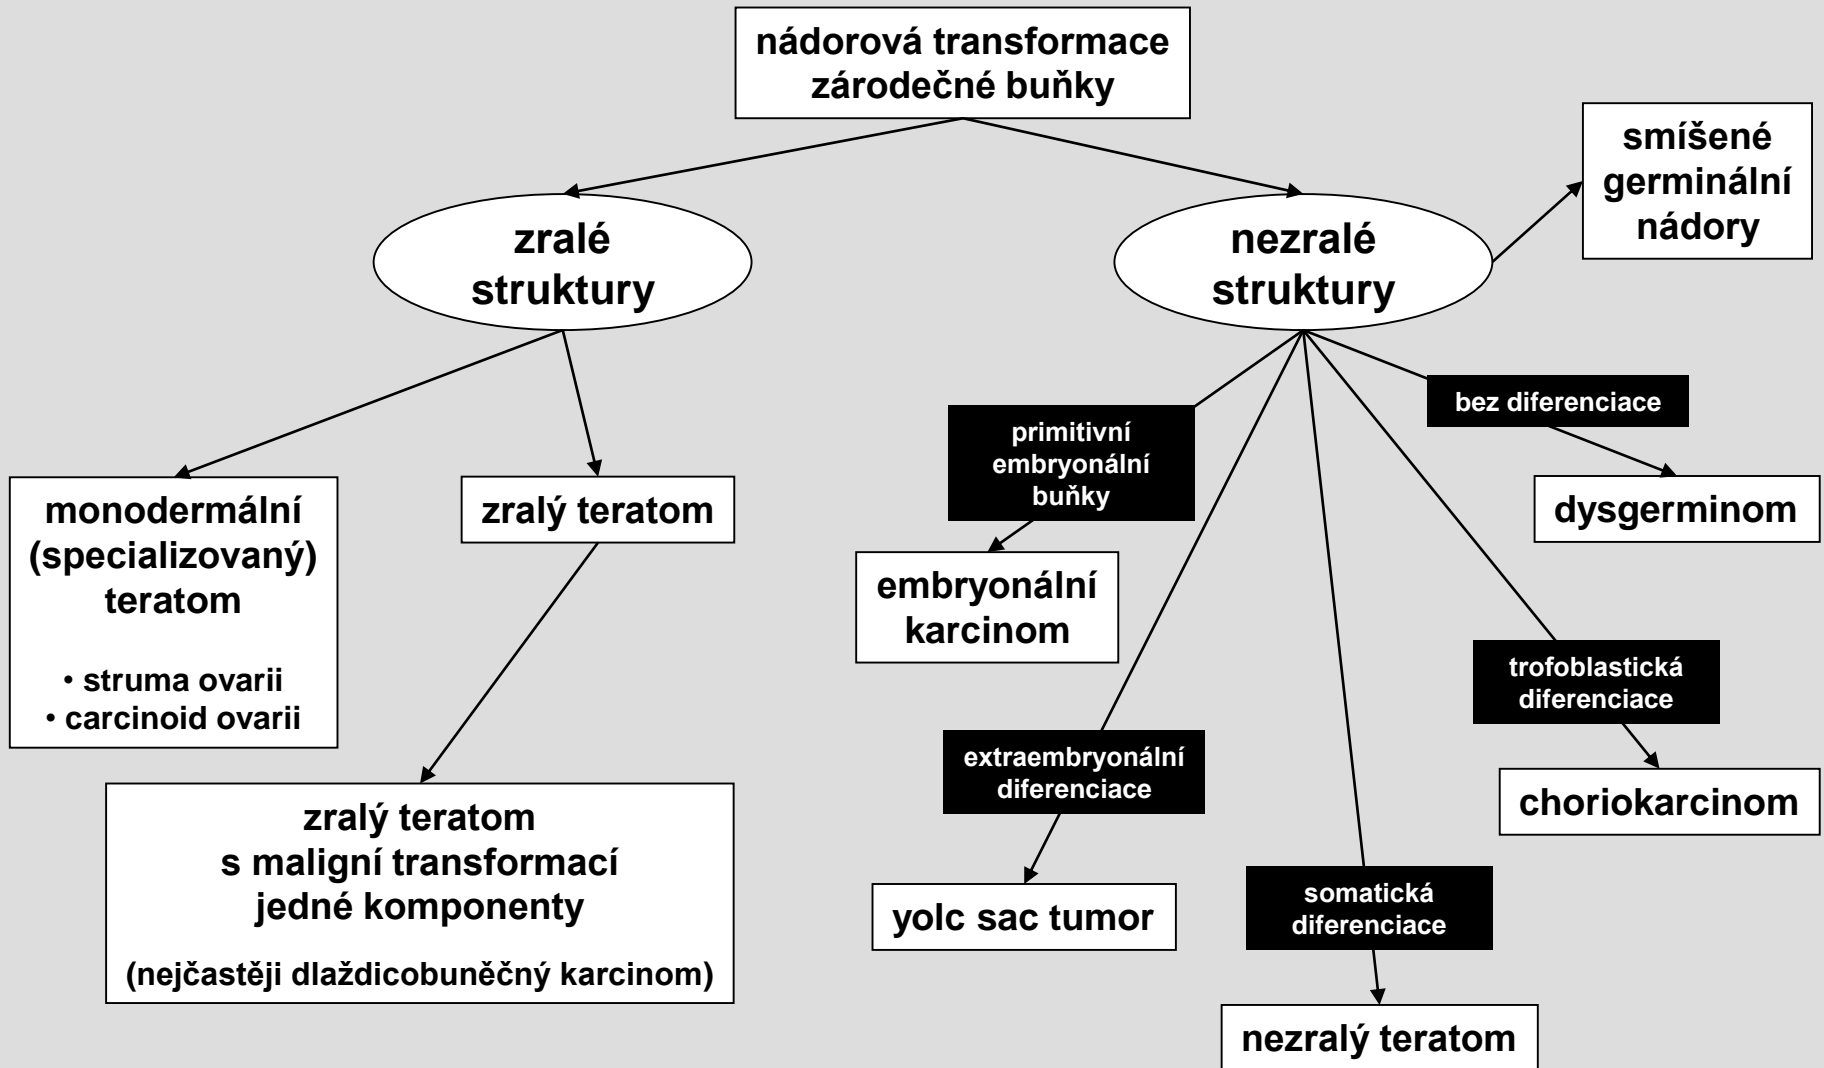 nádorová transformace
zárodečné buňky
smíšené
germinální
nádory
zralé
struktury
nezralé
struktury
bez diferenciace
primitivní
embryonální
buňky
monodermální
(specializovaný)
teratom
• struma ovarii
• carcinoid ovarii
zralý teratom
dysgerminom
embryonální
karcinom
trofoblastická
diferenciace
extraembryonální
diferenciace
choriokarcinom
zralý teratom
s maligní transformací
jedné komponenty
(nejčastěji dlaždicobuněčný karcinom)
yolc sac tumor
somatická
diferenciace
nezralý teratom